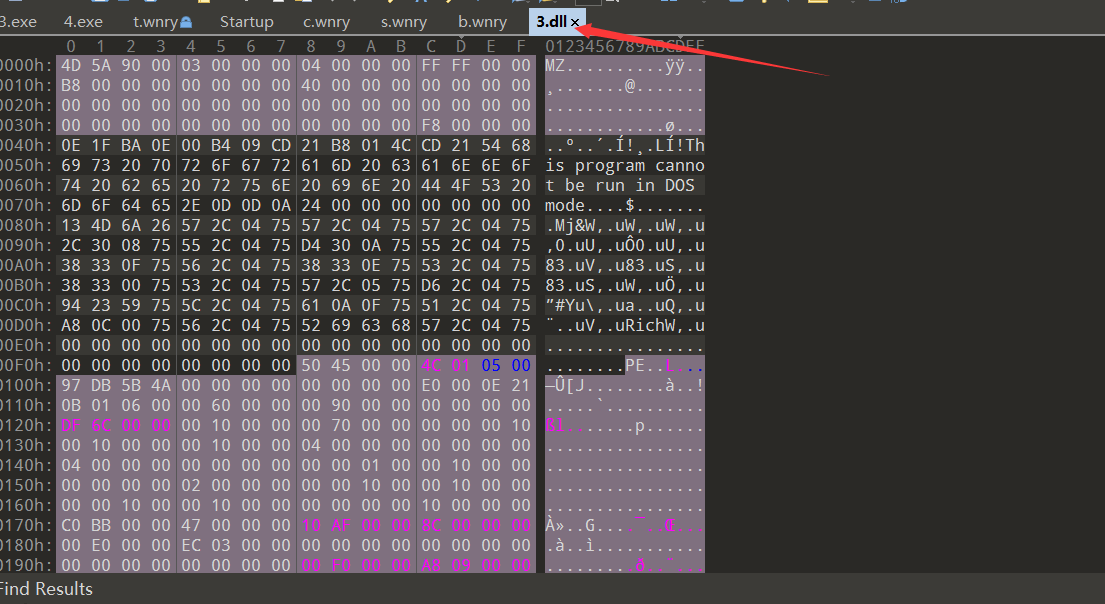 3.exe 4.exe t.wnry Startup c.wnry s.wnry b.wnry 3.dll ×
0 1 2 3 4 5 6 7 8 9 A B C D E F 0123456789ABCDEF
0000h: 4D 5A 90 00 03 00 00 00 04 00 00 00 FF FF 00 00 MZ..........ÿÿ..
0010h: B8 00 00 00 00 00 00 00 40 00 00 00 00 00 00 00 ¸.......@.......
0020h: 00 00 00 00 00 00 00 00 00 00 00 00 00 00 00 00 ................
0030h: 00 00 00 00 00 00 00 00 00 00 00 00 F8 00 00 00 ............ø...
0040h: 0E 1F BA 0E 00 B4 09 CD 21 B8 01 4C CD 21 54 68 ..º..´.Í!¸.LÍ!Th
0050h: 69 73 20 70 72 6F 67 72 61 6D 20 63 61 6E 6E 6F is program canno
0060h: 74 20 62 65 20 72 75 6E 20 69 6E 20 44 4F 53 20 t be run in DOS
0070h: 6D 6F 64 65 2E 0D 0D 0A 24 00 00 00 00 00 00 00 mode....$.......
0080h: 13 4D 6A 26 57 2C 04 75 57 2C 04 75 57 2C 04 75 .Mj&W,.uW,.uW,.u
0090h: 2C 30 08 75 55 2C 04 75 D4 30 0A 75 55 2C 04 75 ,0.uU,.uÔ0.uU,.u
00A0h: 38 33 0F 75 56 2C 04 75 38 33 0E 75 53 2C 04 75 83.uV,.u83.uS,.u
00B0h: 38 33 00 75 53 2C 04 75 57 2C 05 75 D6 2C 04 75 83.uS,.uW,.uÖ,.u
00C0h: 94 23 59 75 5C 2C 04 75 61 0A 0F 75 51 2C 04 75 ”#Yu\,.ua..uQ,.u
00D0h: A8 0C 00 75 56 2C 04 75 52 69 63 68 57 2C 04 75 ¨..uV,.uRichW,.u
00E0h: 00 00 00 00 00 00 00 00 00 00 00 00 00 00 00 00 ................
00F0h: 00 00 00 00 00 00 00 00 50 45 00 00 4C 01 05 00 ........PE..L...
0100h: 97 DB 5B 4A 00 00 00 00 00 00 00 00 E0 00 0E 21 —Û[J........à..!
0110h: 0B 01 06 00 00 60 00 00 00 90 00 00 00 00 00 00 .....`..........
0120h: DF 6C 00 00 00 10 00 00 00 70 00 00 00 00 00 10 ßl.......p......
0130h: 00 10 00 00 00 10 00 00 04 00 00 00 00 00 00 00 ................
0140h: 04 00 00 00 00 00 00 00 00 00 01 00 00 10 00 00 ................
0150h: 00 00 00 00 02 00 00 00 00 00 10 00 00 10 00 00 ................
0160h: 00 00 10 00 00 10 00 00 00 00 00 00 10 00 00 00 ................
0170h: C0 BB 00 00 47 00 00 00 10 AF 00 00 8C 00 00 00 À»..G....¯..Œ...
0180h: 00 E0 00 00 EC 03 00 00 00 00 00 00 00 00 00 00 .à..ì...........
0190h: 00 00 00 00 00 00 00 00 00 F0 00 00 A8 09 00 00 .........ð..¨...
Find Results